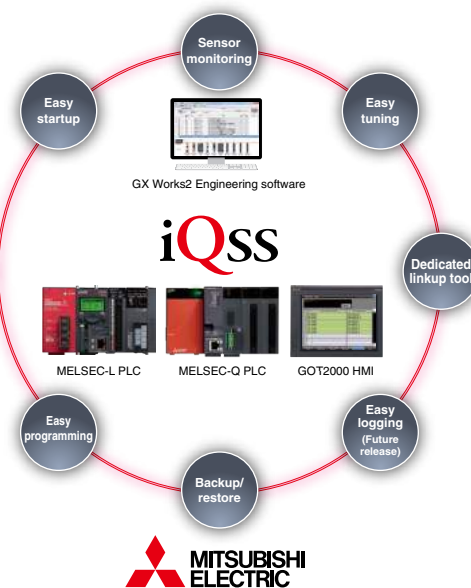 Sensor
monitoring
Easy
startup
Easy
tuning
GX Works2 Engineering software
iQss
Dedicated
linkup tool
MELSEC-L PLC
MELSEC-Q PLC
GOT2000 HMI
Easy
programming
Easy
logging
(Future
release)
Backup/
restore
MITSUBISHI
ELECTRIC